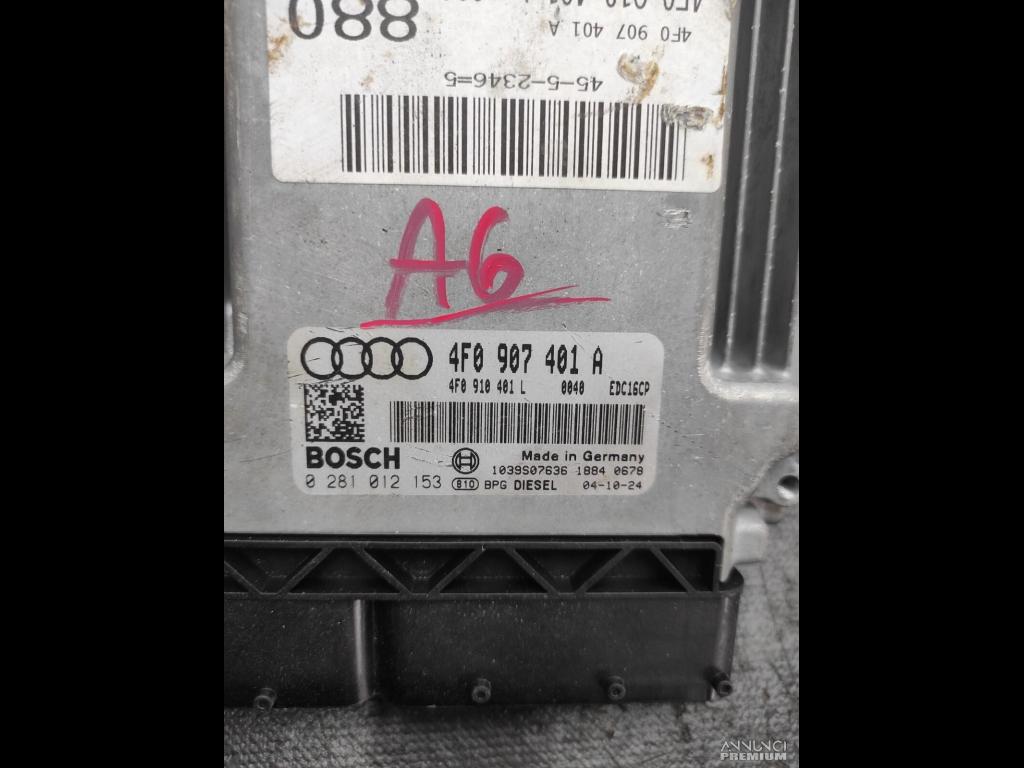 4F0 907 401 A
880
45-5-2346=5
A6
4F0 907 401 A
4F0 910 401 L 0040 EDC16CP
BOSCH Made in Germany
1039S07636 1884 0678
0 281 012 153 810 BPG DIESEL 04-10-24
ANNUNCI
PREMIUM